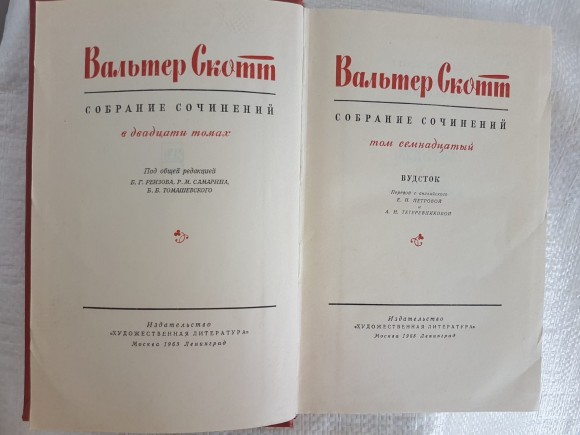 Вальтер Скотт
СОБРАНИЕ СОЧИНЕНИЙ
в двадцати томах
Под общей редакцией
Б. Г. РЕИЗОВА, Р. М. САМАРИНА,
Б. Б. ТОМАШЕВСКОГО
Издательство
«ХУДОЖЕСТВЕННАЯ ЛИТЕРАТУРА»
Москва 1965 Ленинград
Вальтер Скотт
СОБРАНИЕ СОЧИНЕНИЙ
том семнадцатый
ВУДСТОК
Перевод с английского
Е. И. ПЕТРОВОЙ
и
А. Н. ТЕТЕРЕВНИКОВОЙ
Издательство
«ХУДОЖЕСТВЕННАЯ ЛИТЕРАТУРА»
Москва 1965 Ленинград